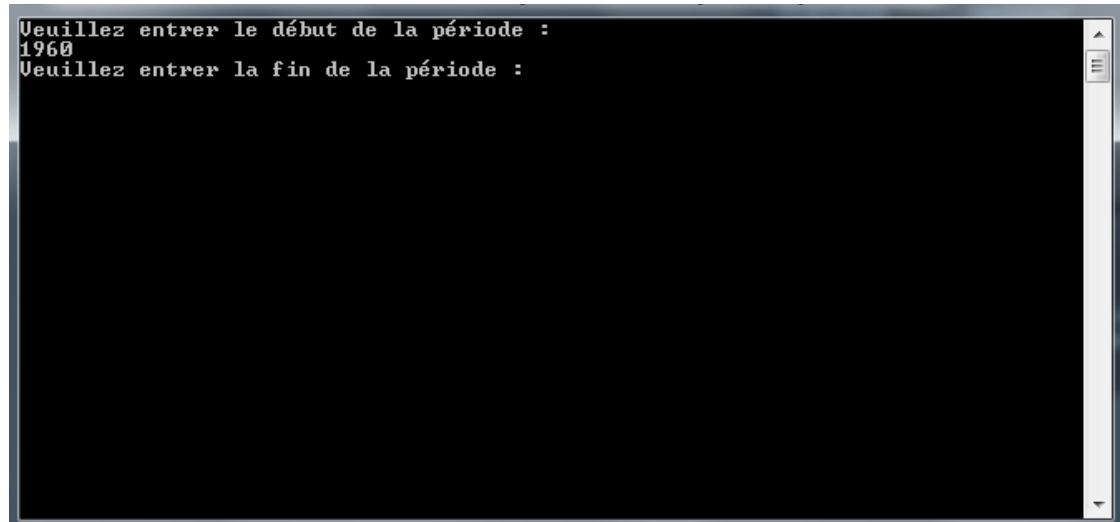 Veuillez entrer le début de la période :
1960
Veuillez entrer la fin de la période :